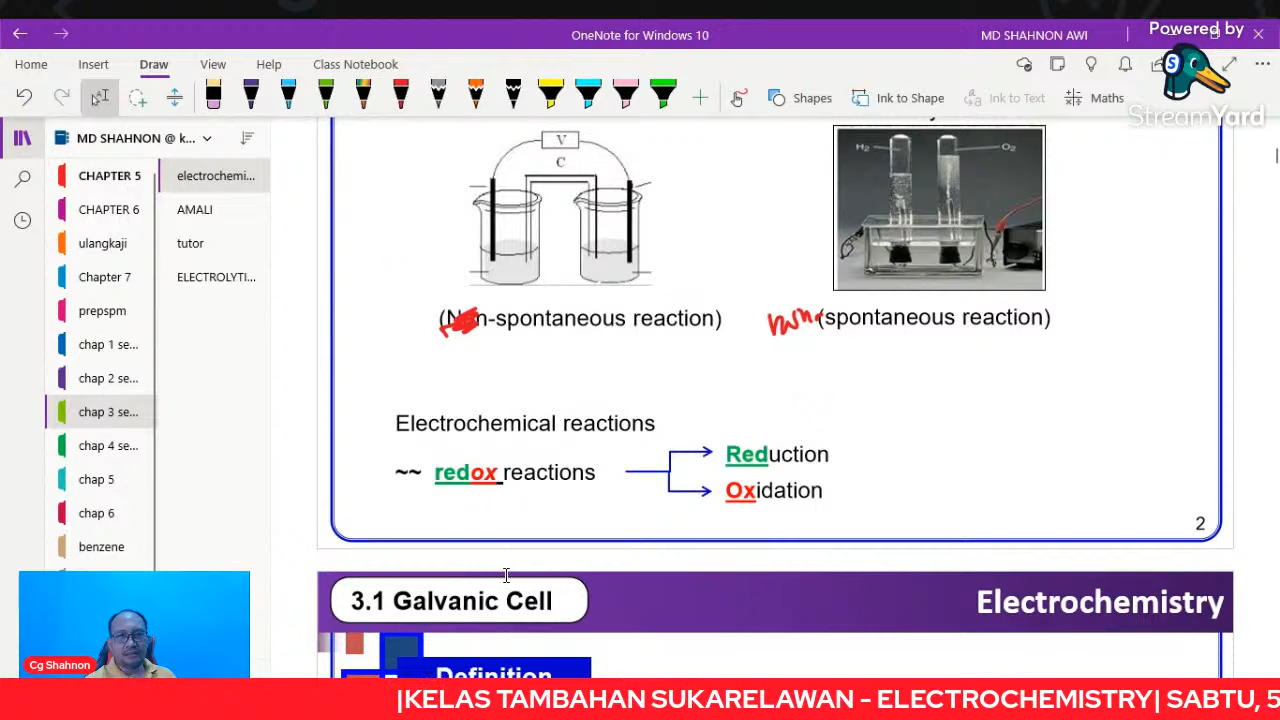 Powered by
OneNote for Windows 10
MD SHAHNON AWI
S
StreamYard
Home
Insert
Draw
View
Help
Class Notebook
Shapes
Ink to Shape
Ink to Text
Maths
MD SHAHNON @ k...
CHAPTER 5
CHAPTER 6
ulangkaji
Chapter 7
prepspm
chap 1 se...
chap 2 se...
chap 3 se...
chap 4 se...
chap 5
chap 6
benzene
electrochemi...
AMALI
tutor
ELECTROLYTI...
V
C
H₂
O₂
-spontaneous reaction)
(spontaneous reaction)
Electrochemical reactions
~~ redox reactions
Reduction
Oxidation
2
3.1 Galvanic Cell
Electrochemistry
Definition
Cg Shahnon
|KELAS TAMBAHAN SUKARELAWAN - ELECTROCHEMISTRY| SABTU, 5